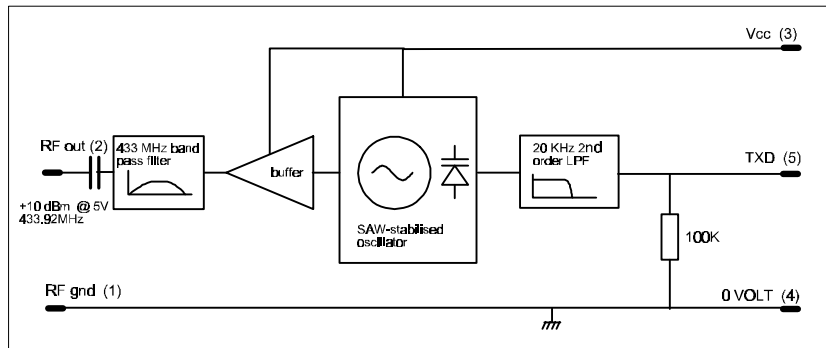 Vcc (3)
RF out (2)
433 MHz band
pass filter
buffer
20 KHz 2nd
order LPF
TXD (5)
+10 dBm @ 5V
433.92MHz
SAW-stabilised
oscillator
100K
RF gnd (1)
0 VOLT (4)